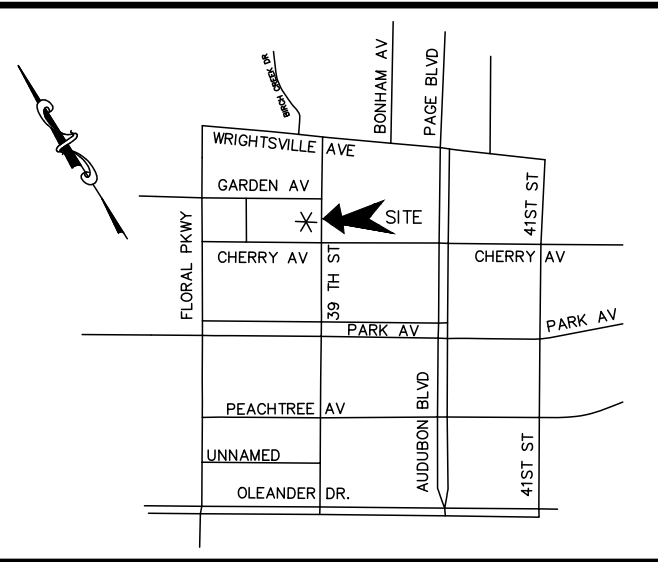 BIRCH CREEK DR
BONHAM AV
PAGE BLVD
WRIGHTSVILLE AVE
GARDEN AV
41ST ST
SITE
FLORAL PKWY
CHERRY AV
39 TH ST
CHERRY AV
PARK AV
PARK AV
PEACHTREE AV
AUDUBON BLVD
UNNAMED
41ST ST
OLEANDER DR.